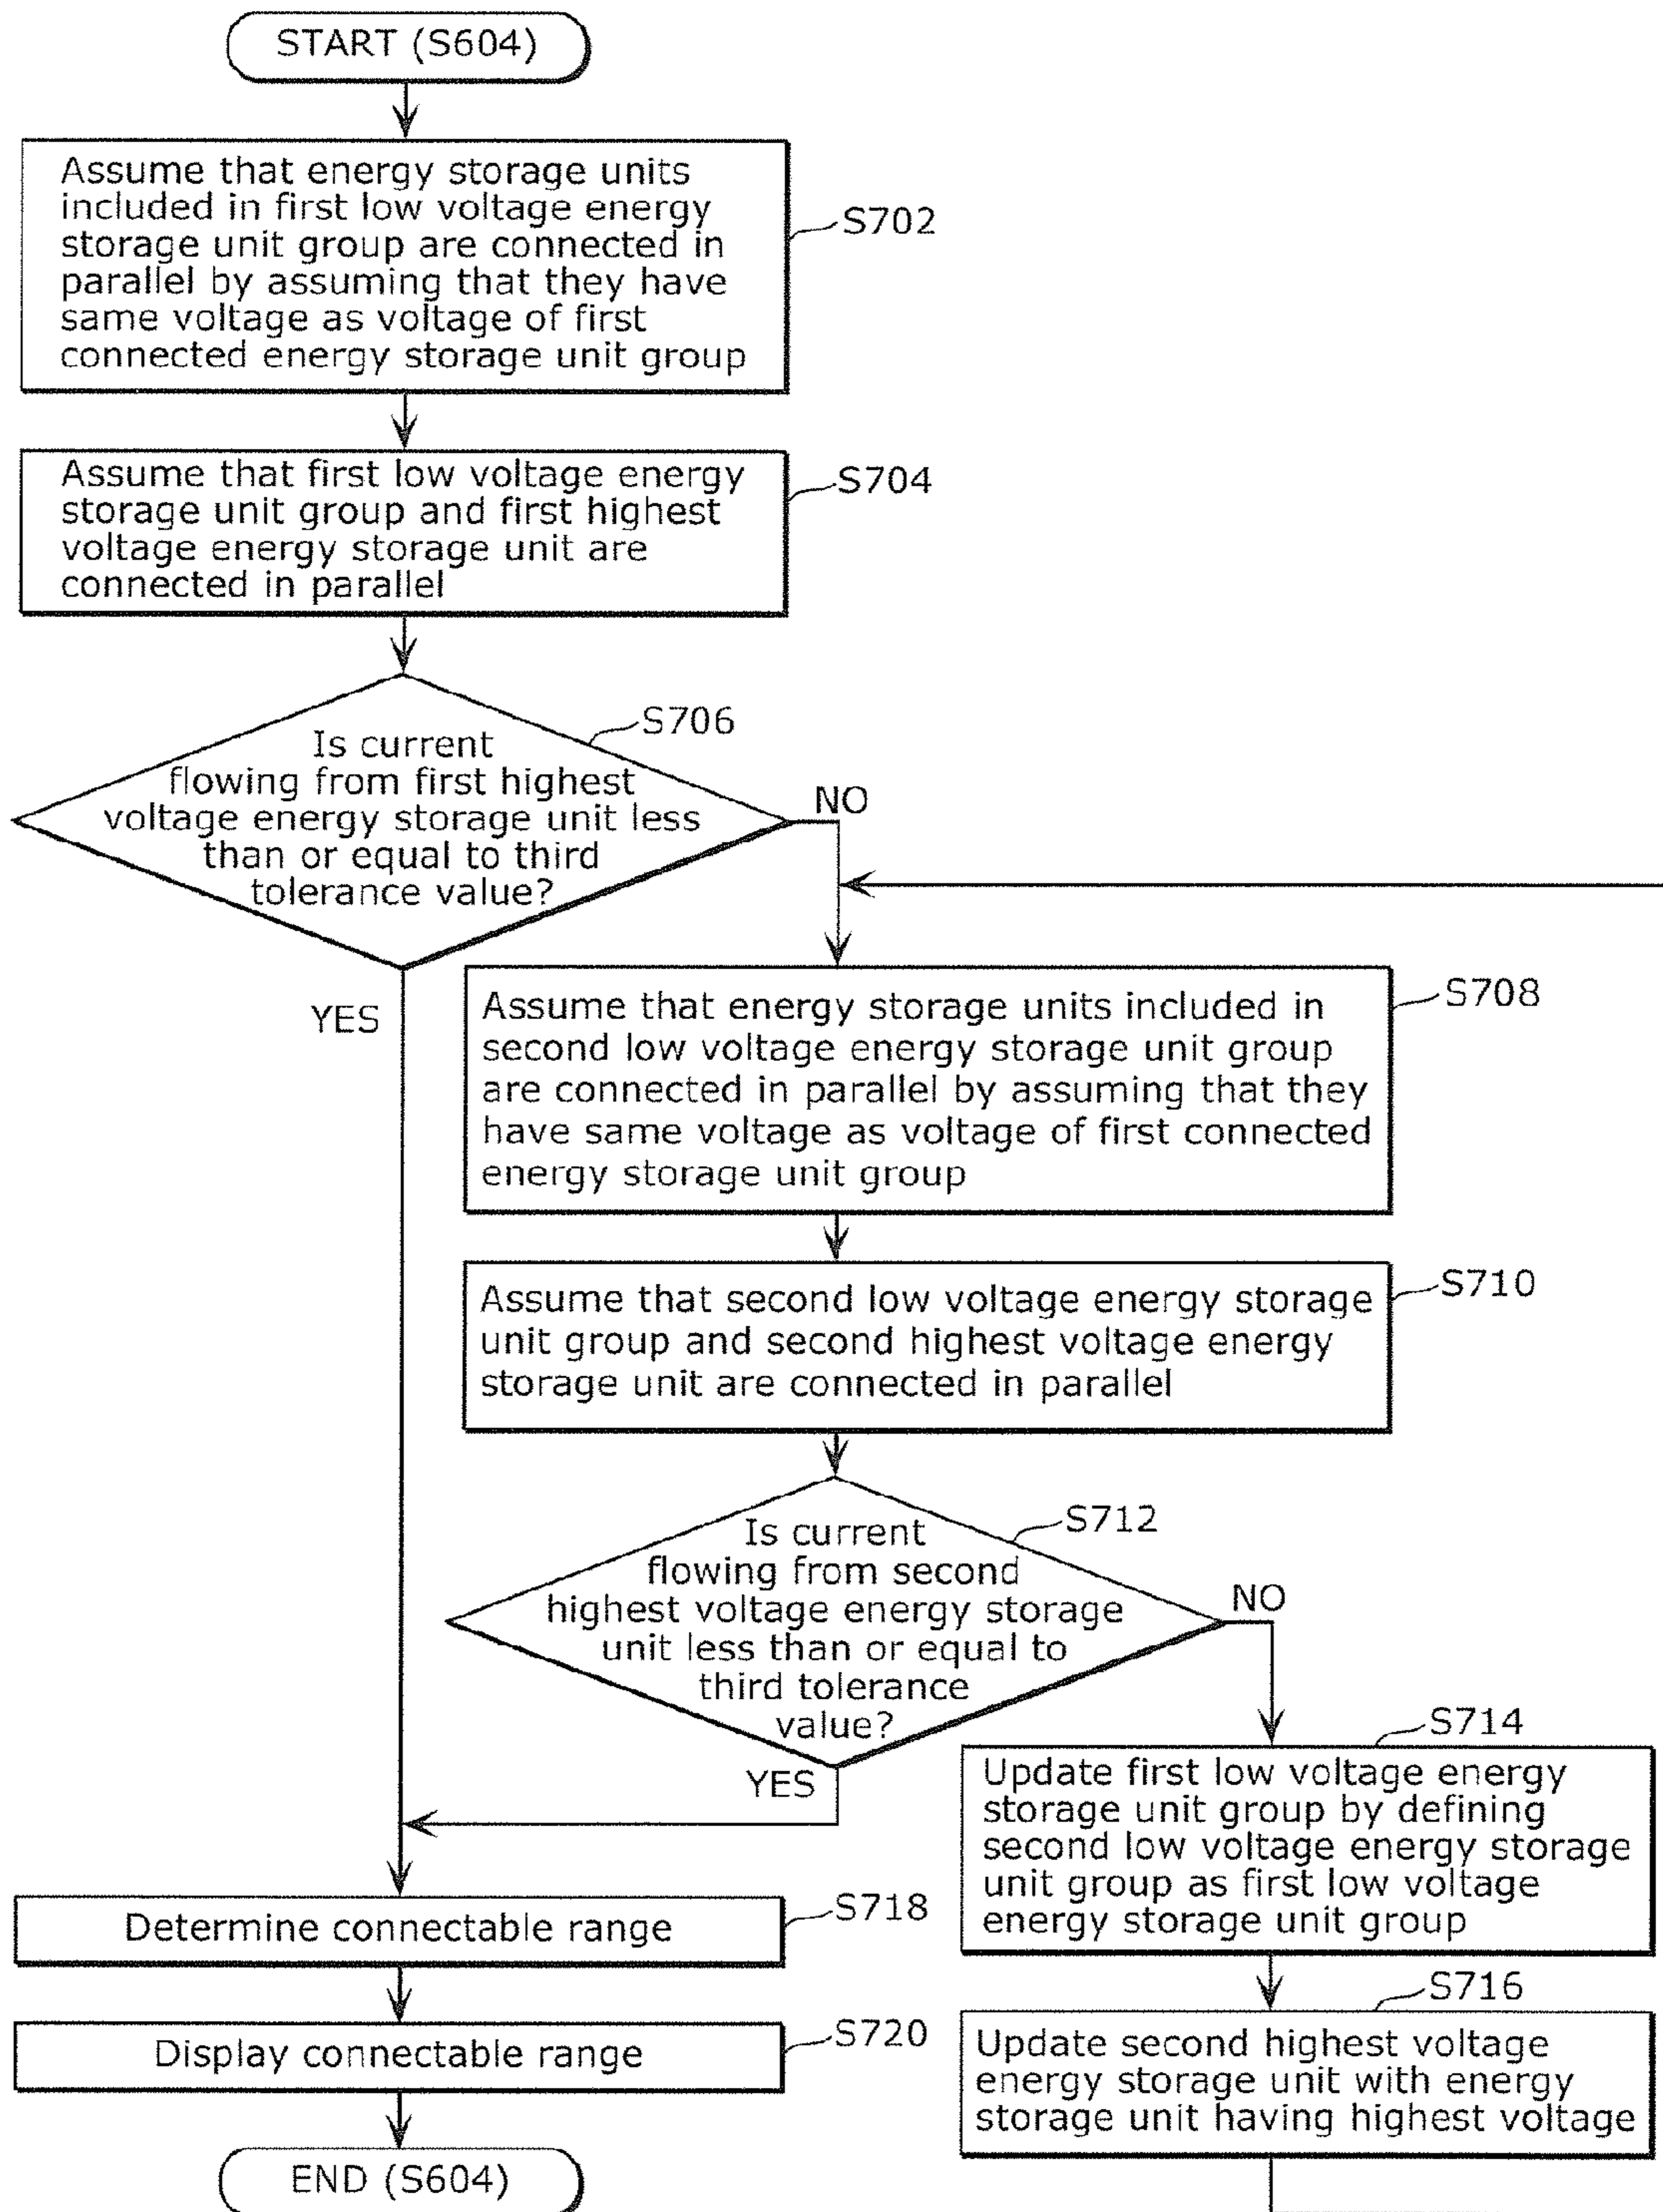 START (S604)
Assume that energy storage units
included in first low voltage energy
storage unit group are connected in
parallel by assuming that they have
same voltage as voltage of first
connected energy storage unit group
S702
Assume that first low voltage energy
storage unit group and first highest
voltage energy storage unit are
connected in parallel
S704
S706
Is current
flowing from first highest
voltage energy storage unit less
than or equal to third
tolerance value?
NO
YES
Assume that energy storage units included in
second low voltage energy storage unit group
are connected in parallel by assuming that they
have same voltage as voltage of first connected
energy storage unit group
S708
Assume that second low voltage energy storage
unit group and second highest voltage energy
storage unit are connected in parallel
S710
S712
Is current
flowing from second
highest voltage energy storage
unit less than or equal to
third tolerance
value?
NO
YES
S714
Update first low voltage energy
storage unit group by defining
second low voltage energy storage
unit group as first low voltage
energy storage unit group
S716
Update second highest voltage
energy storage unit with energy
storage unit having highest voltage
Determine connectable range
S718
Display connectable range
S720
END (S604)